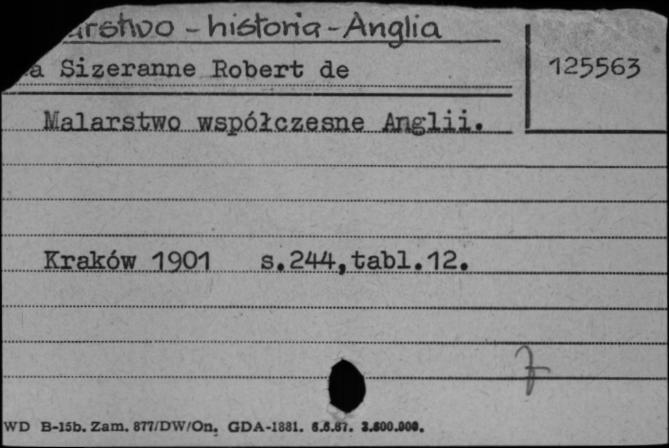 arstwo - historia - Anglia
a Sizeranne Robert de
125563
Malarstwo współczesne Anglii.
Kraków 1901 s.244,tabl.12.
WD B-15b. Zam. 877/DW/On. GDA-1881. 6.6.67. 3.600.000.